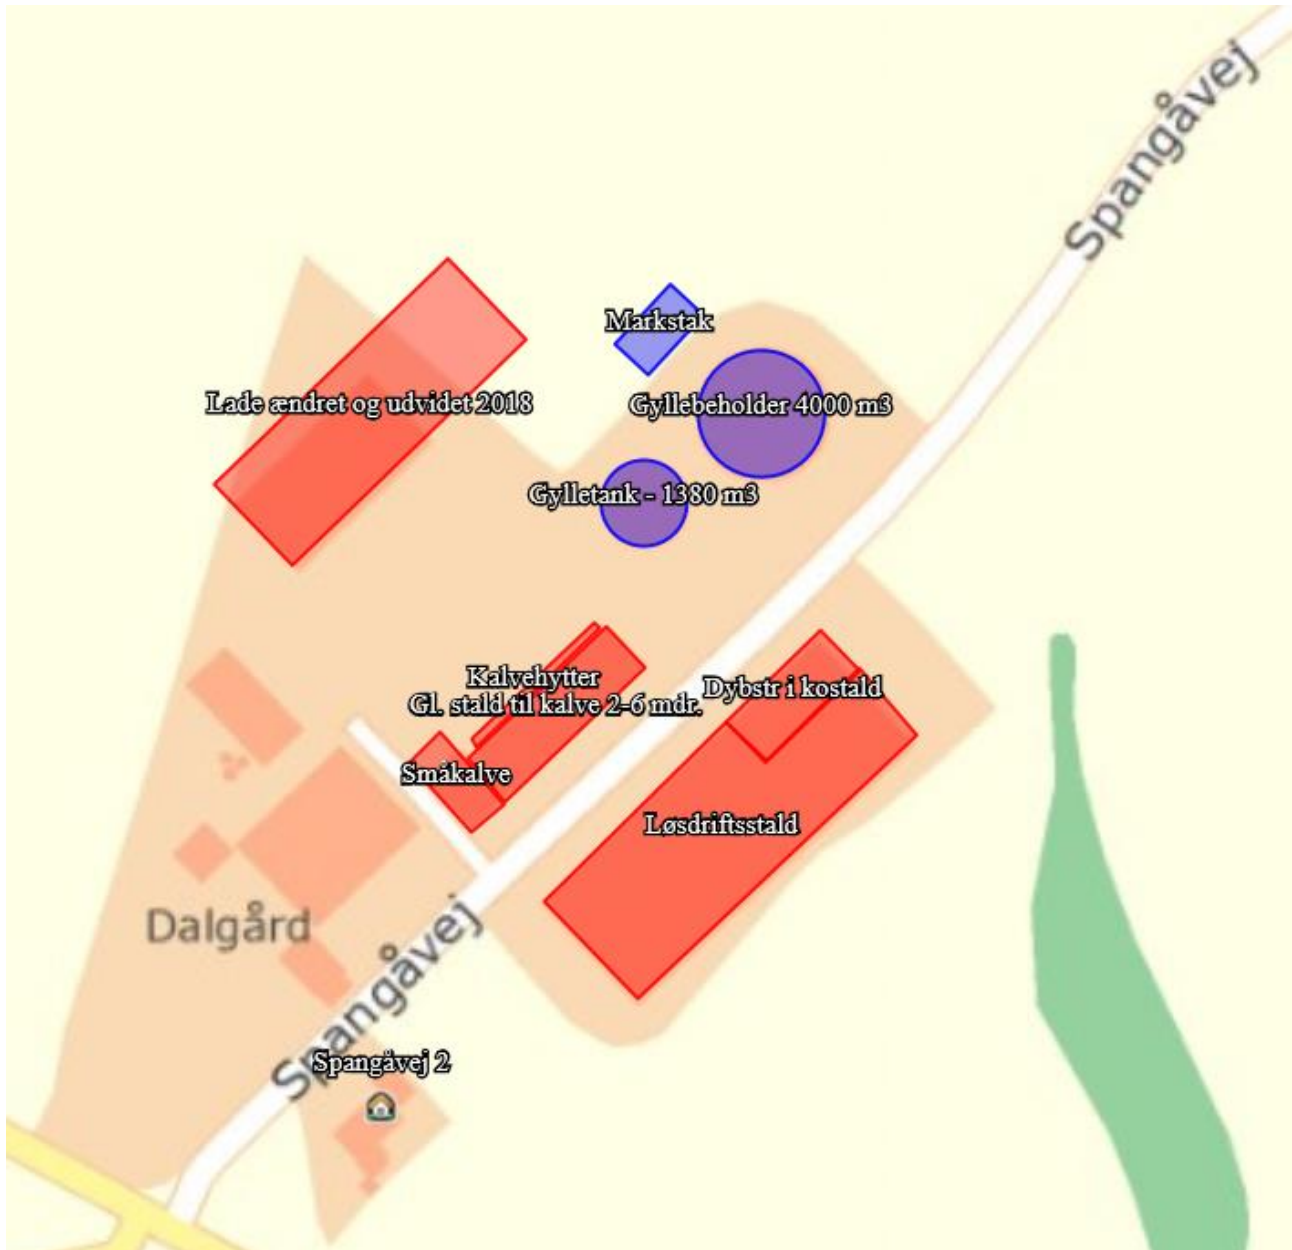 Spangåvej
Markstak
Lade ændret og udvidet 2018
Gyllebeholder 4000 m3
Gylletank - 1380 m3
Kalvehytter
Gl. stald til kalve 2-6 mdr.
Dybstr i kostald
Småkalve
Løsdriftsstald
Dalgård
Spangåvej
Spangåvej 2